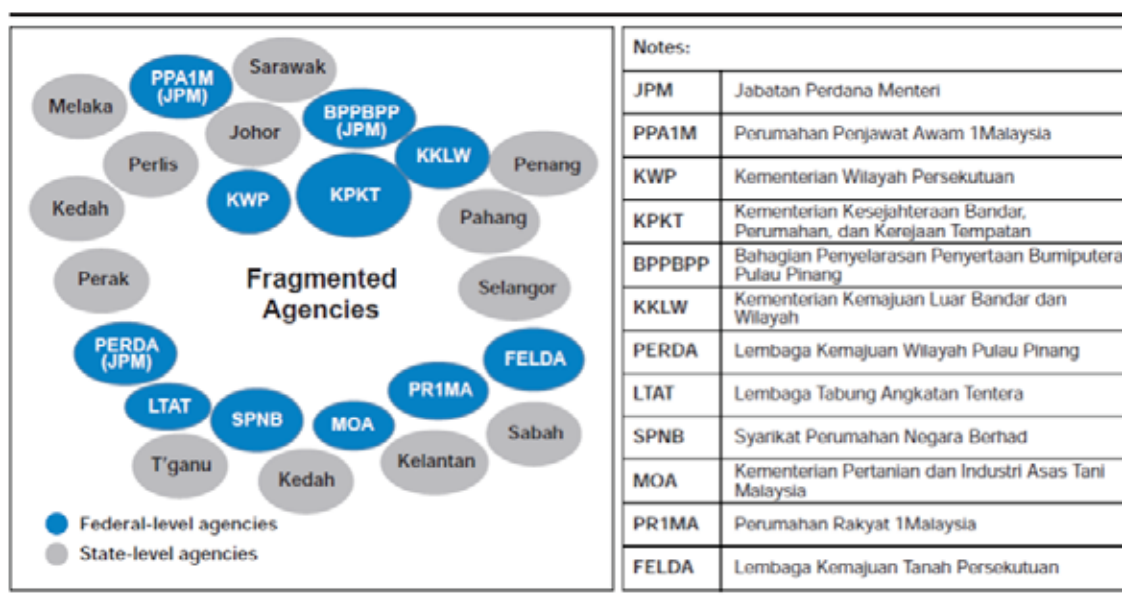 PPA1M
(JPM)
Sarawak
Melaka
Johor
BPPBPP
(JPM)
Perlis
KKLW
Penang
Kedah
KWP
KPKT
Pahang
Perak
Fragmented
Agencies
Selangor
PERDA
(JPM)
FELDA
LTAT
SPNB
MOA
PR1MA
Sabah
T'ganu
Kedah
Kelantan
Federal-level agencies
State-level agencies
Notes:
JPM Jabatan Perdana Menteri
PPA1M Perumahan Penjawat Awam 1Malaysia
KWP Kementerian Wilayah Persekutuan
KPKT Kementerian Kesejahteraan Bandar,
Perumahan, dan Kerejaan Tempatan
BPPBPP Bahagian Penyelarasan Penyertaan Bumiputera
Pulau Pinang
KKLW Kementerian Kemajuan Luar Bandar dan
Wilayah
PERDA Lembaga Kemajuan Wilayah Pulau Pinang
LTAT Lembaga Tabung Angkatan Tentera
SPNB Syarikat Perumahan Negara Berhad
MOA Kementerian Pertanian dan Industri Asas Tani
Malaysia
PR1MA Perumahan Rakyat 1Malaysia
FELDA Lembaga Kemajuan Tanah Persekutuan